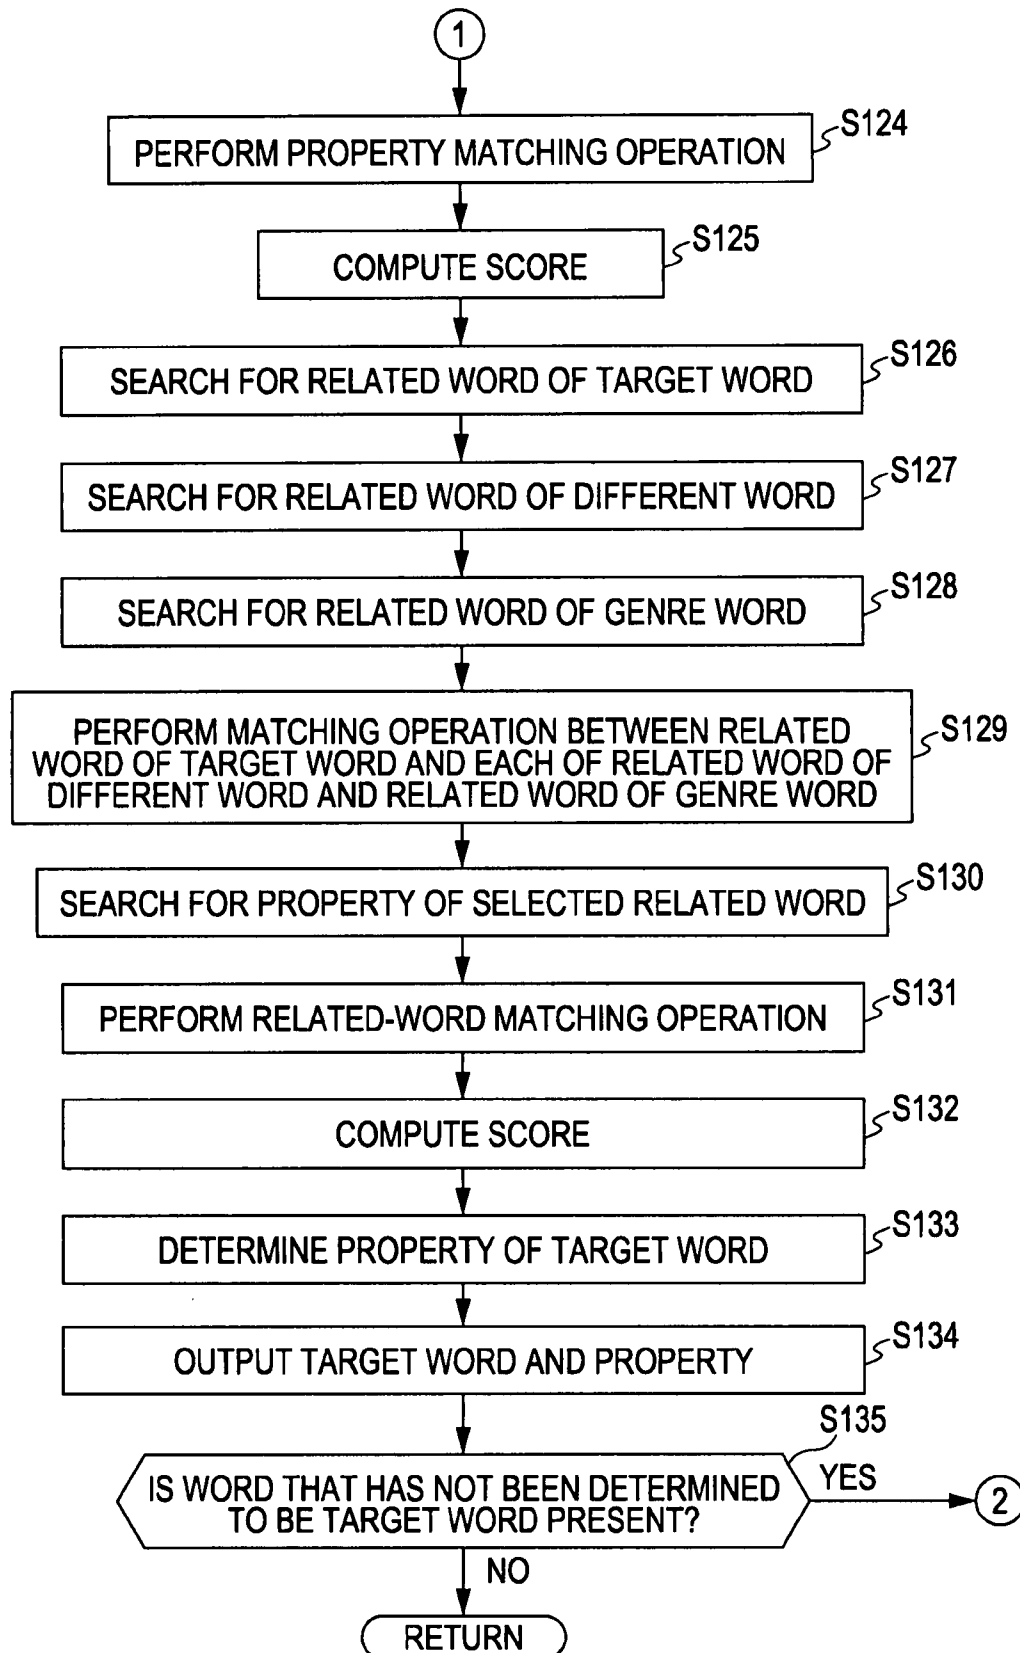 1
S124
PERFORM PROPERTY MATCHING OPERATION
S125
COMPUTE SCORE
S126
SEARCH FOR RELATED WORD OF TARGET WORD
S127
SEARCH FOR RELATED WORD OF DIFFERENT WORD
S128
SEARCH FOR RELATED WORD OF GENRE WORD
S129
PERFORM MATCHING OPERATION BETWEEN RELATED
WORD OF TARGET WORD AND EACH OF RELATED WORD OF
DIFFERENT WORD AND RELATED WORD OF GENRE WORD
S130
SEARCH FOR PROPERTY OF SELECTED RELATED WORD
S131
PERFORM RELATED-WORD MATCHING OPERATION
S132
COMPUTE SCORE
S133
DETERMINE PROPERTY OF TARGET WORD
S134
OUTPUT TARGET WORD AND PROPERTY
S135
IS WORD THAT HAS NOT BEEN DETERMINED
TO BE TARGET WORD PRESENT?
YES
2
NO
RETURN